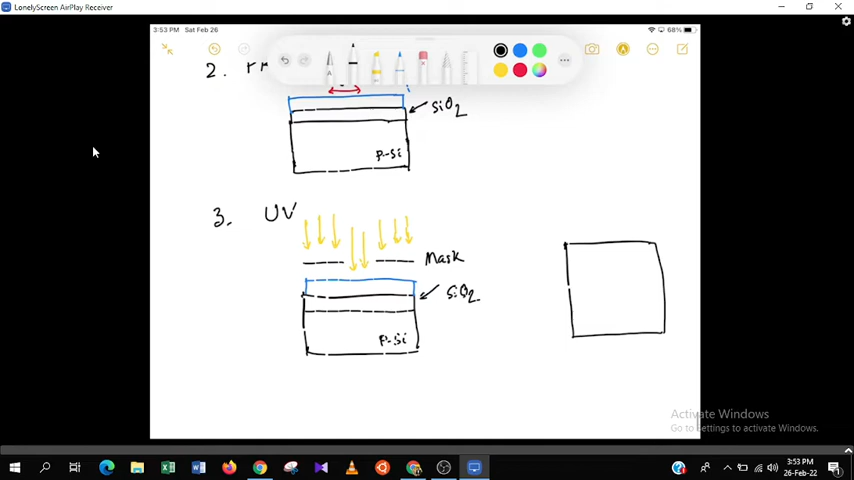 LonelyScreen AirPlay Receiver
3:53 PM Sat Feb 26
68%
2.
A
SiO2
P-Si
3. UV
Mask
SiO2
P-Si
Activate Windows
Go to Settings to activate Windows.
3:53 PM
26-Feb-22